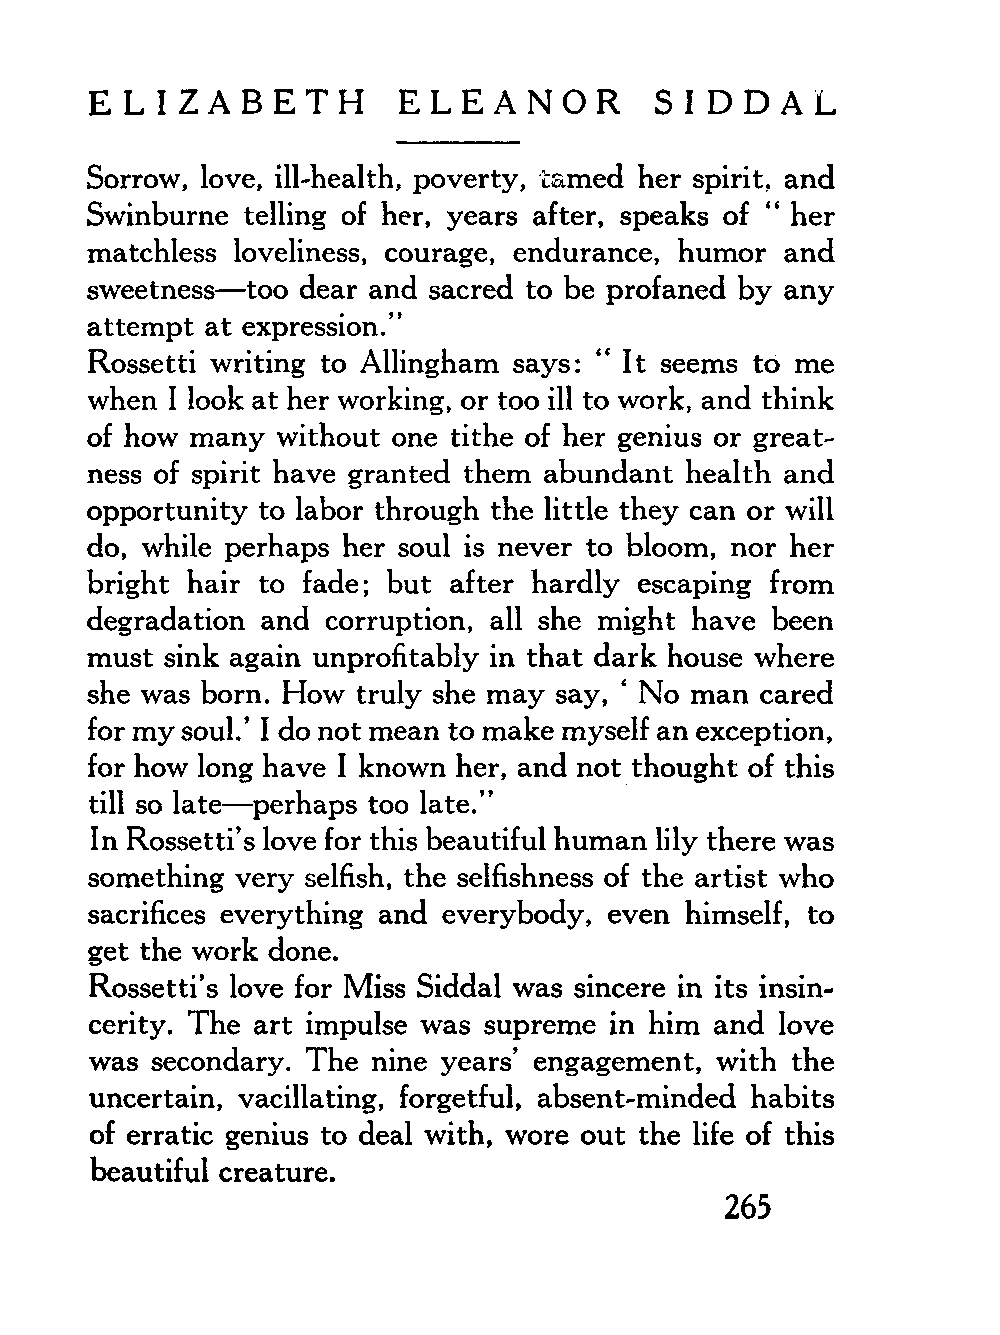 ELIZABETH ELEANOR SIDDAL
Sorrow, love, ill-health, poverty, tamed her spirit, and
Swinburne telling of her, years after, speaks of " her
matchless loveliness, courage, endurance, humor and
sweetness—too dear and sacred to be profaned by any
attempt at expression."
Rossetti writing to Allingham says: " It seems to me
when I look at her working, or too ill to work, and think
of how many without one tithe of her genius or great-
ness of spirit have granted them abundant health and
opportunity to labor through the little they can or will
do, while perhaps her soul is never to bloom, nor her
bright hair to fade; but after hardly escaping from
degradation and corruption, all she might have been
must sink again unprofitably in that dark house where
she was born. How truly she may say, ' No man cared
for my soul.' I do not mean to make myself an exception,
for how long have I known her, and not thought of this
till so late—perhaps too late."
In Rossetti's love for this beautiful human lily there was
something very selfish, the selfishness of the artist who
sacrifices everything and everybody, even himself, to
get the work done.
Rossetti's love for Miss Siddal was sincere in its insin-
cerity. The art impulse was supreme in him and love
was secondary. The nine years' engagement, with the
uncertain, vacillating, forgetful, absent-minded habits
of erratic genius to deal with, wore out the life of this
beautiful creature.
265